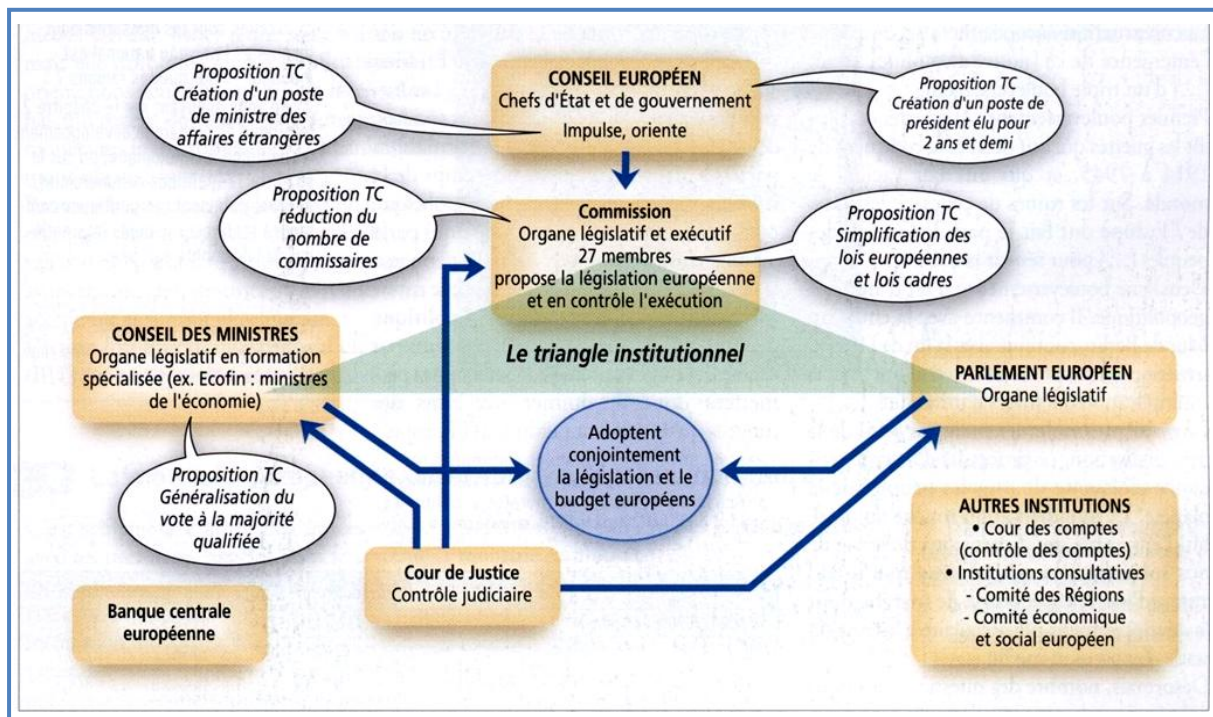 Proposition TC
Création d'un poste
de ministre des
affaires étrangères
CONSEIL EUROPÉEN
Chefs d'État et de gouvernement
Impulse, oriente
Proposition TC
Création d'un poste de
président élu pour
2 ans et demi
Proposition TC
réduction du
nombre de
commissaires
Commission
Organe législatif et exécutif
27 membres
propose la législation européenne
et en contrôle l'exécution
Proposition TC
Simplification des
lois européennes
et lois cadres
CONSEIL DES MINISTRES
Organe législatif en formation
spécialisée (ex. Ecofin : ministres
de l'économie)
Le triangle institutionnel
PARLEMENT EUROPÉEN
Organe législatif
Adoptent
conjointement
la législation et le
budget européens
Proposition TC
Généralisation du
vote à la majorité
qualifiée
Cour de Justice
Contrôle judiciaire
Banque centrale
européenne
AUTRES INSTITUTIONS
• Cour des comptes
(contrôle des comptes)
• Institutions consultatives
- Comité des Régions
- Comité économique
et social européen